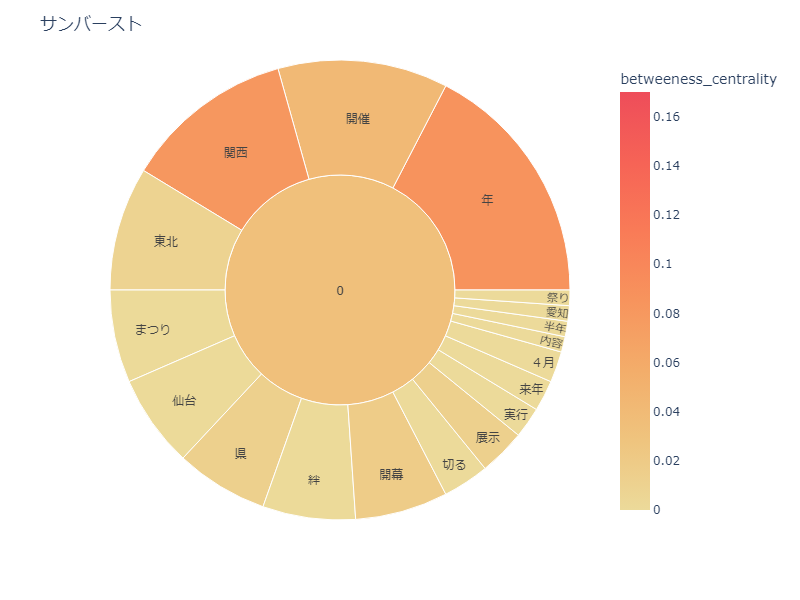 サンバースト
betweeness_centrality
0.16
0.14
0.12
0.1
0.08
0.06
0.04
0.02
0
0
年
開催
関西
東北
まつり
仙台
県
絆
開幕
切る
展示
実行
来年
４月
内容
半年
愛知
祭り